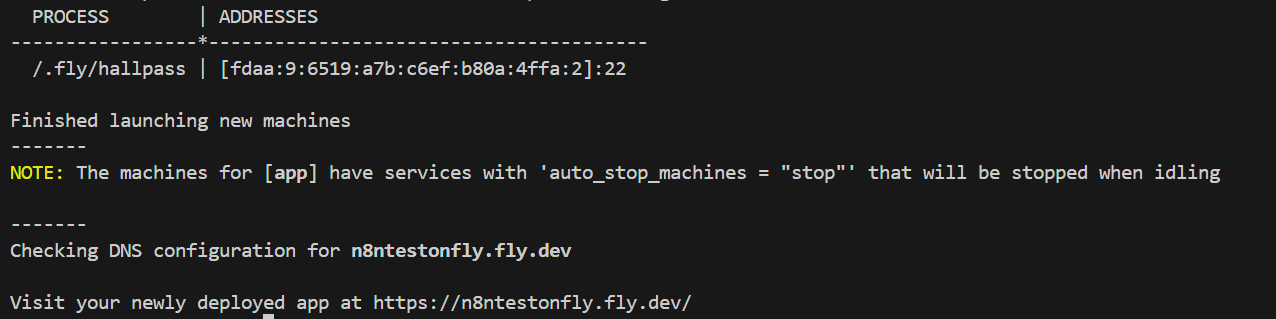 PROCESS | ADDRESSES
-----------------*----------------------------------------
/.fly/hallpass | [fdaa:9:6519:a7b:c6ef:b80a:4ffa:2]:22
Finished launching new machines
-------
NOTE: The machines for [app] have services with 'auto_stop_machines = "stop"' that will be stopped when idling
-------
Checking DNS configuration for n8ntestonfly.fly.dev
Visit your newly deployed app at https://n8ntestonfly.fly.dev/